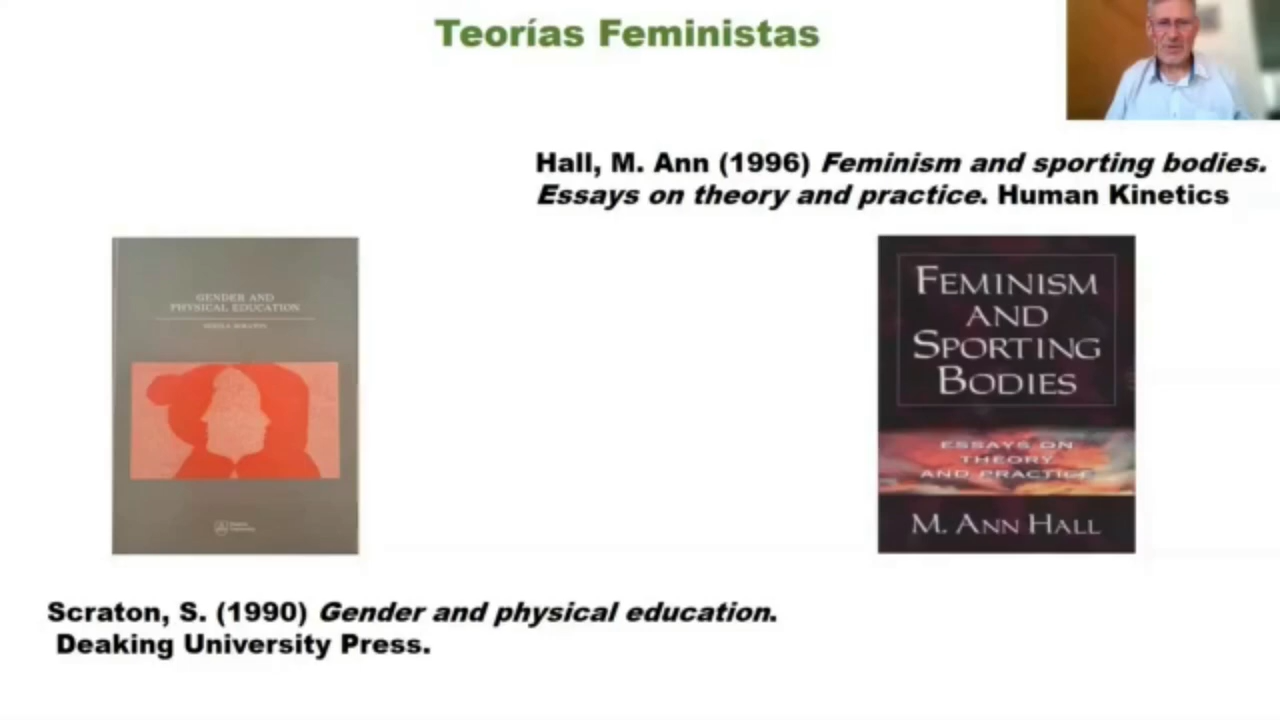 Teorías Feministas
Hall, M. Ann (1996) Feminism and sporting bodies.
Essays on theory and practice. Human Kinetics
GENDER AND
PHYSICAL EDUCATION
FEMINISM
AND
SPORTING
BODIES
ESSAYS ON
THEORY
AND PRACTICE
M. ANN HALL
Scraton, S. (1990) Gender and physical education.
Deaking University Press.